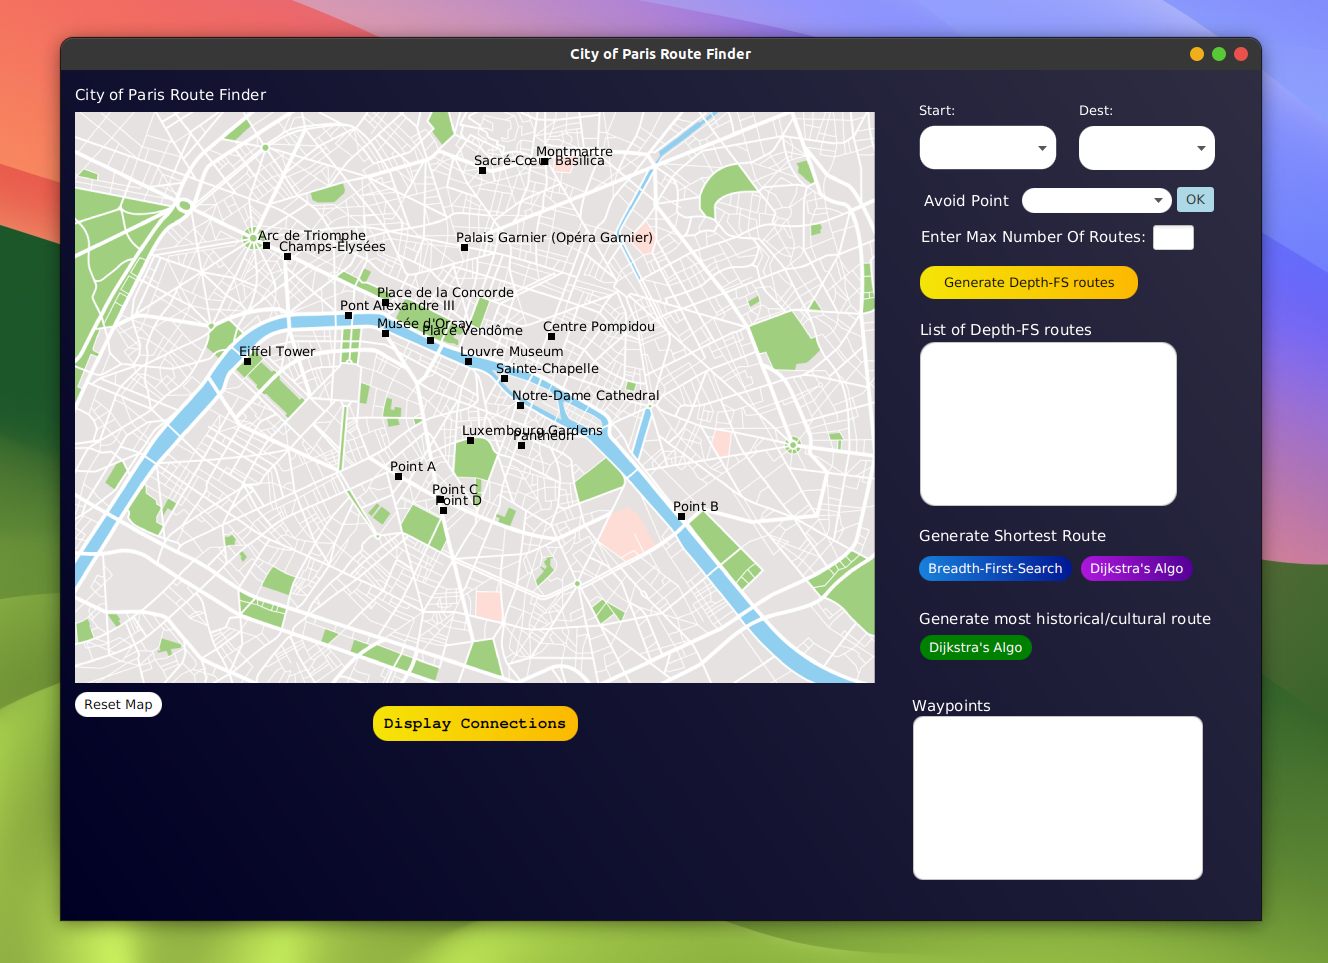 City of Paris Route Finder
City of Paris Route Finder
Montmartre
Sacré-Cœur Basilica
Arc de Triomphe
Champs-Élysées
Palais Garnier (Opéra Garnier)
Place de la Concorde
Pont Alexandre III
Musée d'Orsay
Place Vendôme
Centre Pompidou
Eiffel Tower
Louvre Museum
Sainte-Chapelle
Notre-Dame Cathedral
Luxembourg Gardens
Panthéon
Point A
Point C
Point D
Point B
Reset Map
Display Connections
Start:
Dest:
Avoid Point
OK
Enter Max Number Of Routes:
Generate Depth-FS routes
List of Depth-FS routes
Generate Shortest Route
Breadth-First-Search
Dijkstra's Algo
Generate most historical/cultural route
Dijkstra's Algo
Waypoints